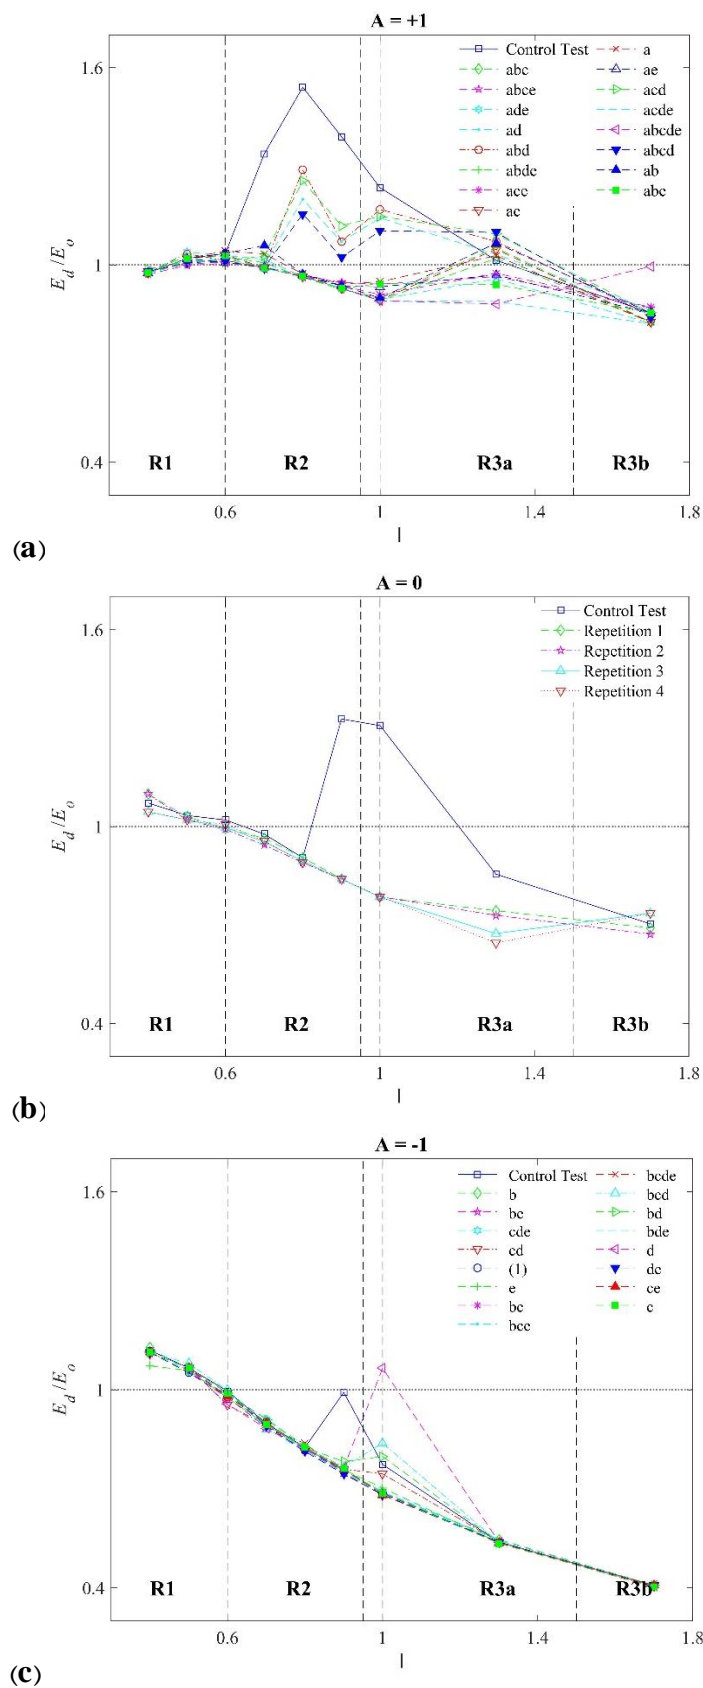 A = +1
1.6
1
0.4
E_d/E_o
Control Test
abc
abce
ade
ad
abd
abde
ace
ac
a
ae
acd
acde
abcde
abcd
ab
abe
R1
R2
R3a
R3b
0.6
1
1.4
1.8
I
(a)
A = 0
1.6
1
0.4
E_d/E_o
Control Test
Repetition 1
Repetition 2
Repetition 3
Repetition 4
R1
R2
R3a
R3b
0.6
1
1.4
1.8
I
(b)
A = -1
1.6
1
0.4
E_d/E_o
Control Test
b
cde
cd
(1)
e
bcde
bcd
bd
bde
d
de
ce
c
R1
R2
R3a
R3b
0.6
1
1.4
1.8
I
(c)